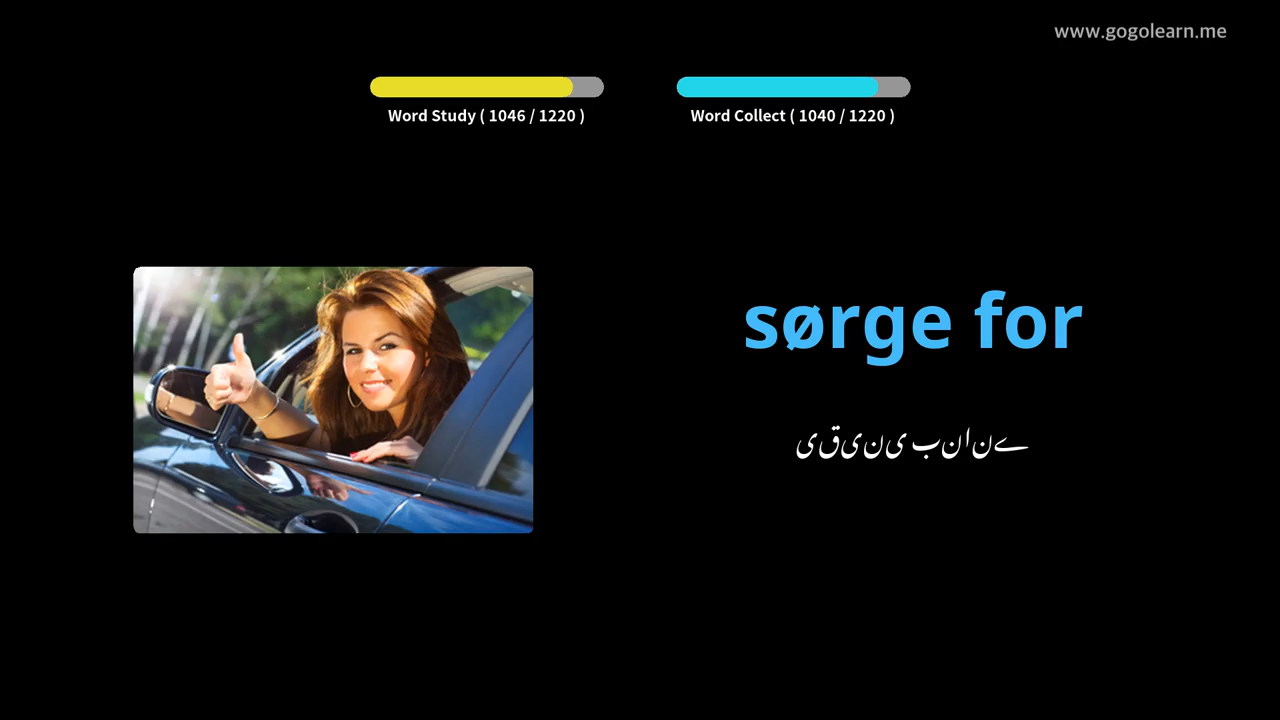 www.gogolearn.me
Word Study ( 1046 / 1220 )
Word Collect ( 1040 / 1220 )
sørge for
یقینی بنانے